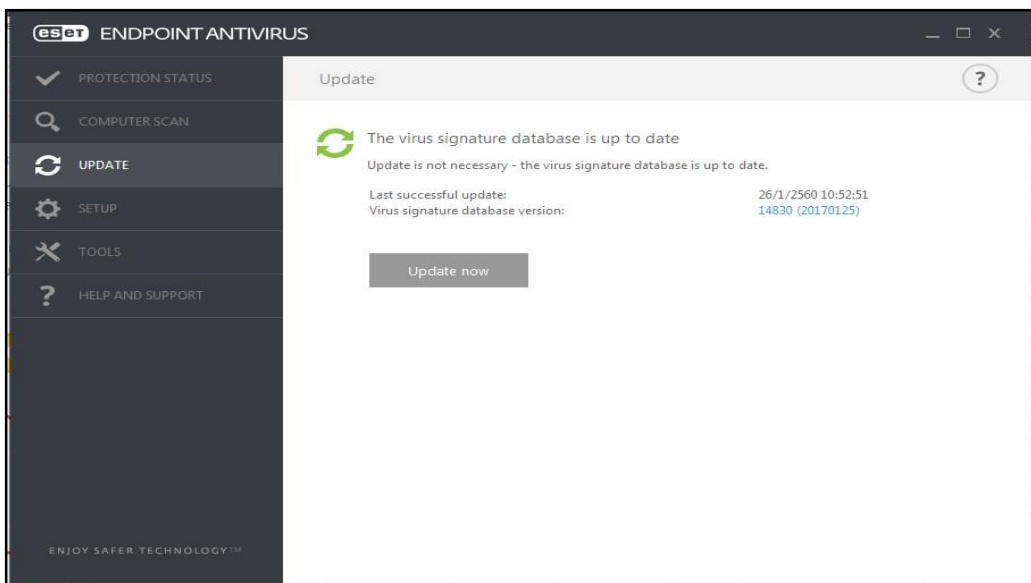 eset ENDPOINT ANTIVIRUS
PROTECTION STATUS
COMPUTER SCAN
UPDATE
SETUP
TOOLS
? HELP AND SUPPORT
ENJOY SAFER TECHNOLOGY™
Update
?
The virus signature database is up to date
Update is not necessary - the virus signature database is up to date.
Last successful update: 26/1/2560 10:52:51
Virus signature database version: 14830 (20170125)
Update now